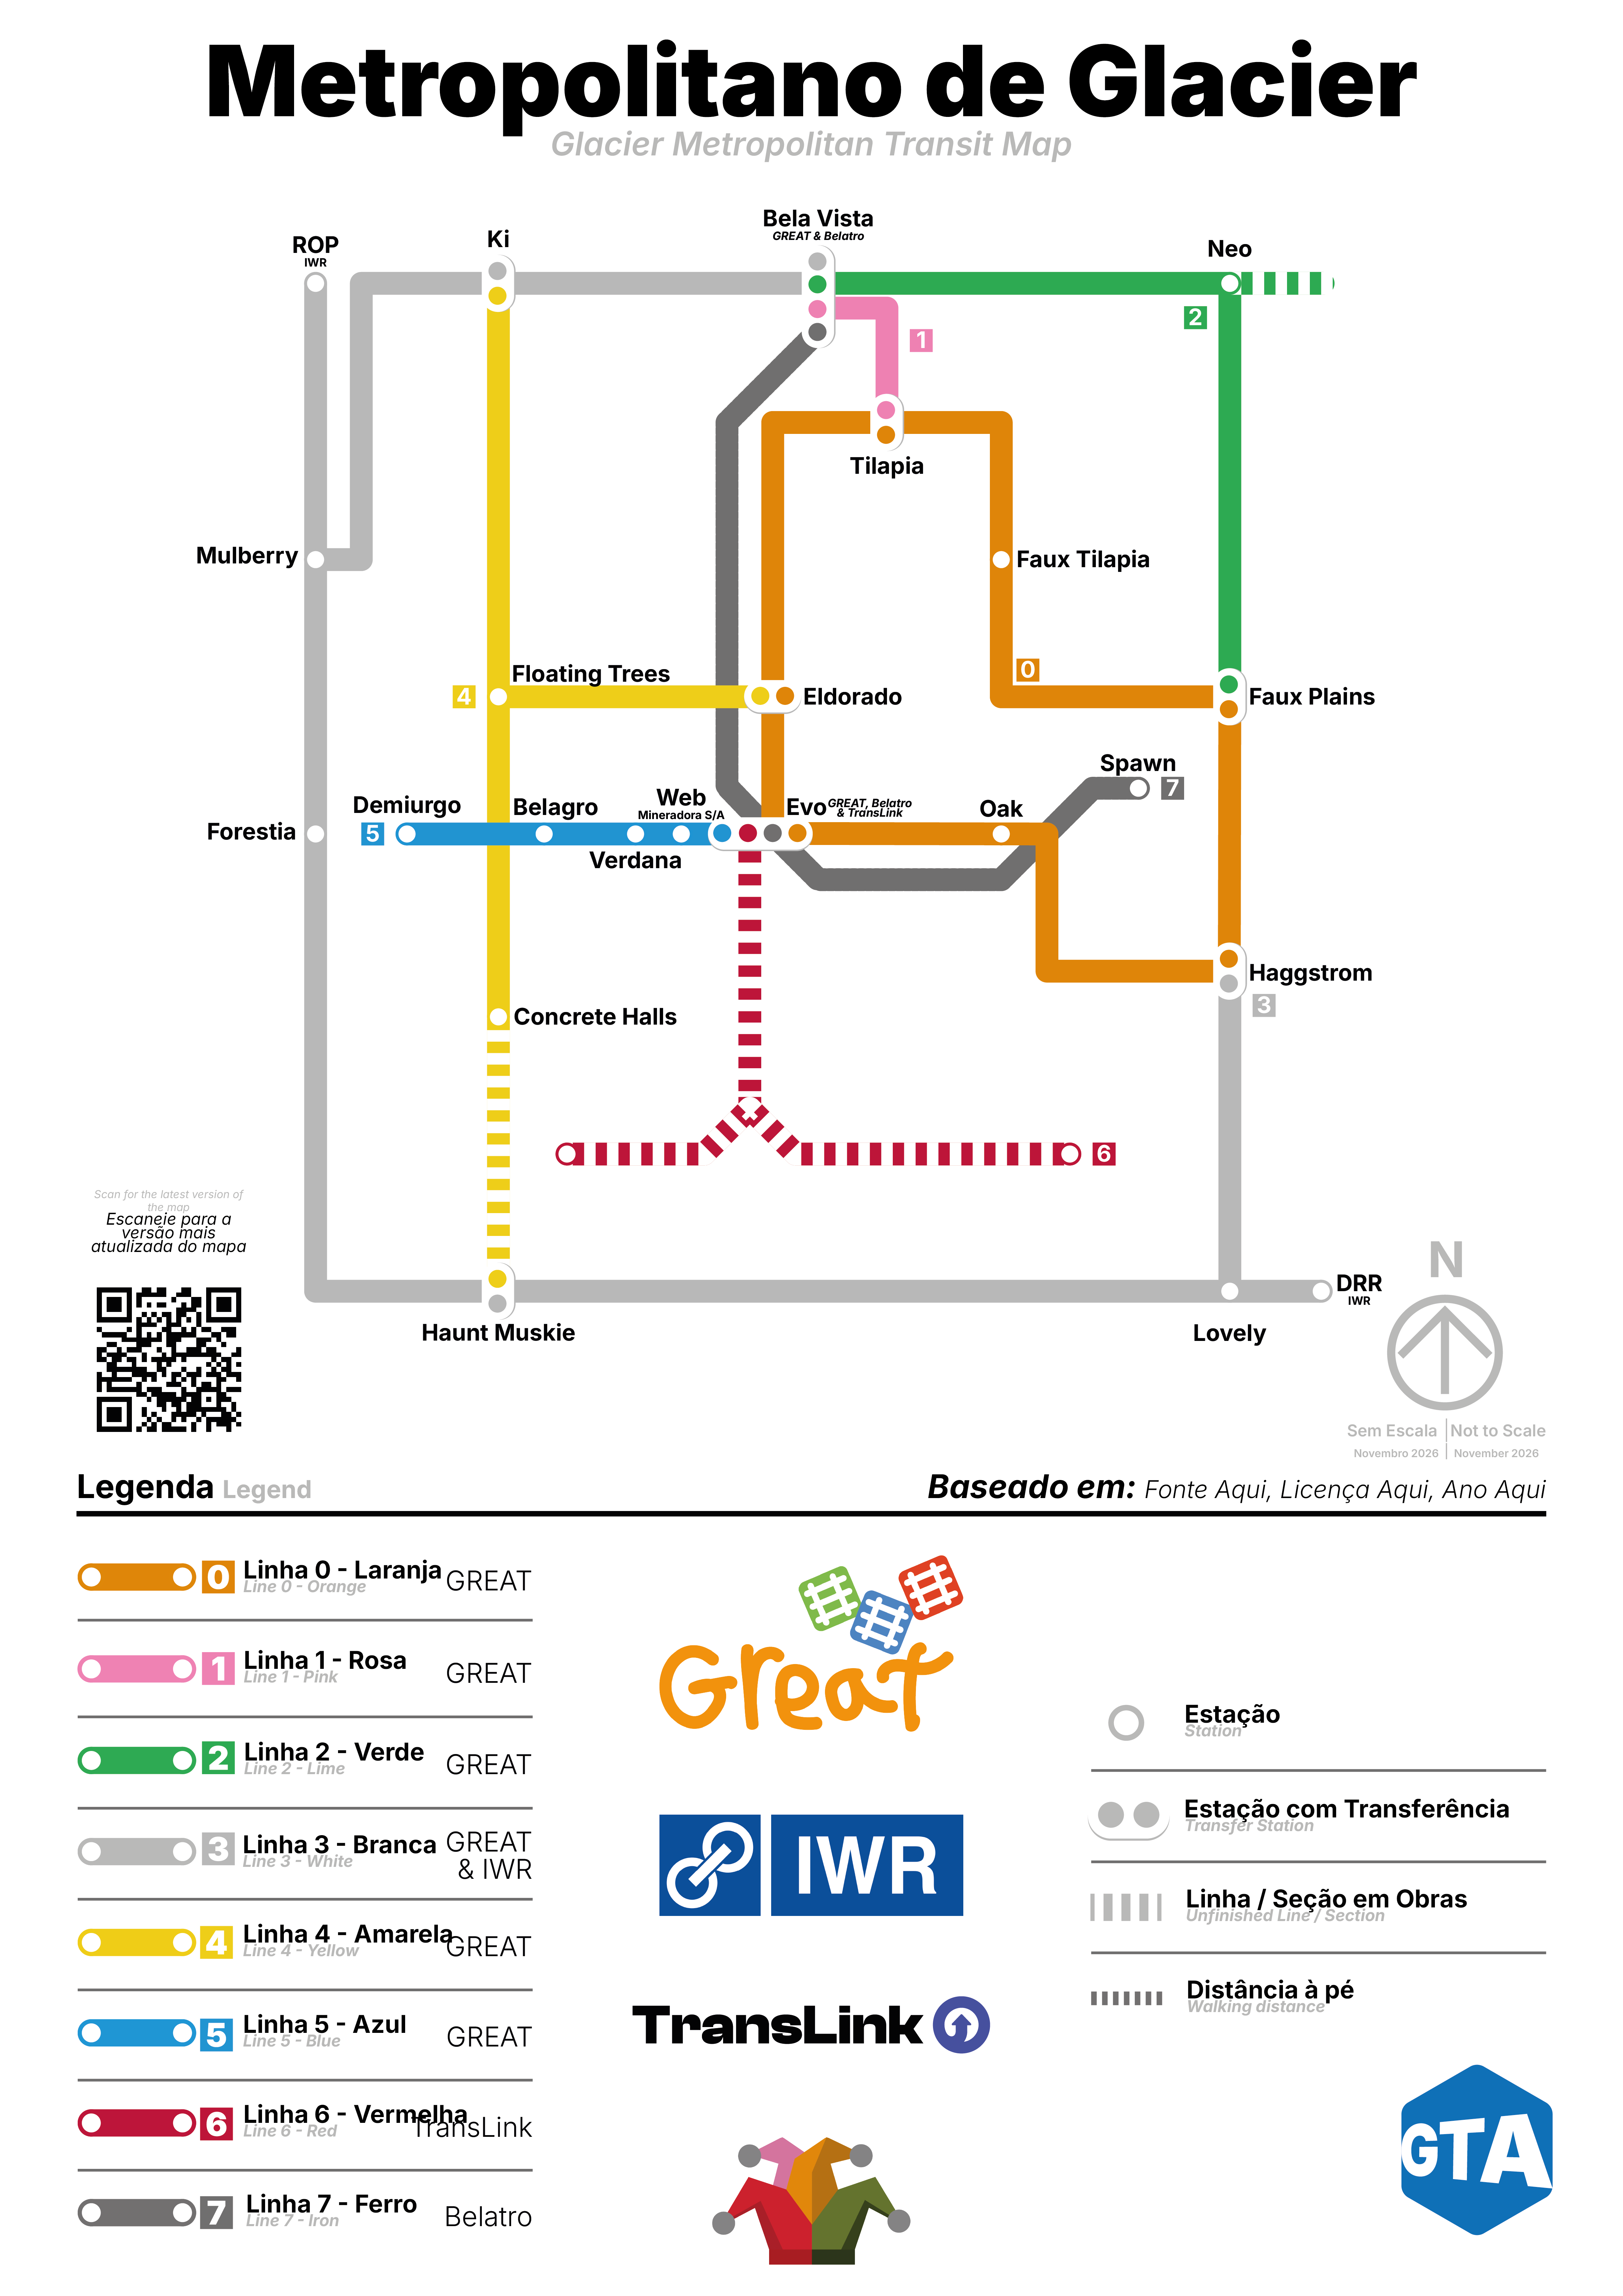 Metropolitano de Glacier
Glacier Metropolitan Transit Map
Bela Vista
GREAT & Belatro
ROP
IWR
Ki
Neo
2
1
Tilapia
Mulberry
Faux Tilapia
0
Floating Trees
4
Eldorado
Faux Plains
Spawn
7
Demiurgo
Belagro
Web
Mineradora S/A
Evo
GREAT, Belatro
& TransLink
Oak
Forestia
5
Verdana
Haggstrom
3
Concrete Halls
6
Scan for the latest version of
the map
Escaneie para a
versão mais
atualizada do mapa
N
DRR
IWR
Haunt Muskie
Lovely
Sem Escala
Not to Scale
Novembro 2026
November 2026
Legenda Legend
Baseado em: Fonte Aqui, Licença Aqui, Ano Aqui
0 Linha 0 - Laranja GREAT
Line 0 - Orange
1 Linha 1 - Rosa GREAT
Line 1 - Pink
2 Linha 2 - Verde GREAT
Line 2 - Lime
3 Linha 3 - Branca GREAT
& IWR
Line 3 - White
4 Linha 4 - Amarela GREAT
Line 4 - Yellow
5 Linha 5 - Azul GREAT
Line 5 - Blue
6 Linha 6 - Vermelha TransLink
Line 6 - Red
7 Linha 7 - Ferro Belatro
Line 7 - Iron
Great
IWR
TransLink
Estação
Station
Estação com Transferência
Transfer Station
Linha / Seção em Obras
Unfinished Line / Section
Distância à pé
Walking distance
GTA